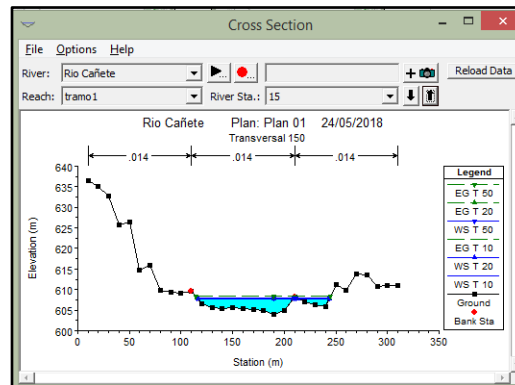 Cross Section
File Options Help
River: Rio Cañete
Reload Data
Reach: tramo1 River Sta.: 15
Rio Cañete Plan: Plan 01 24/05/2018
Transversal 150
.014 .014 .014
Elevation (m)
640
635
630
625
620
615
610
605
600
0 50 100 150 200 250 300 350
Station (m)
Legend
EG T 50
EG T 20
WS T 50
EG T 10
WS T 20
WS T 10
Ground
Bank Sta